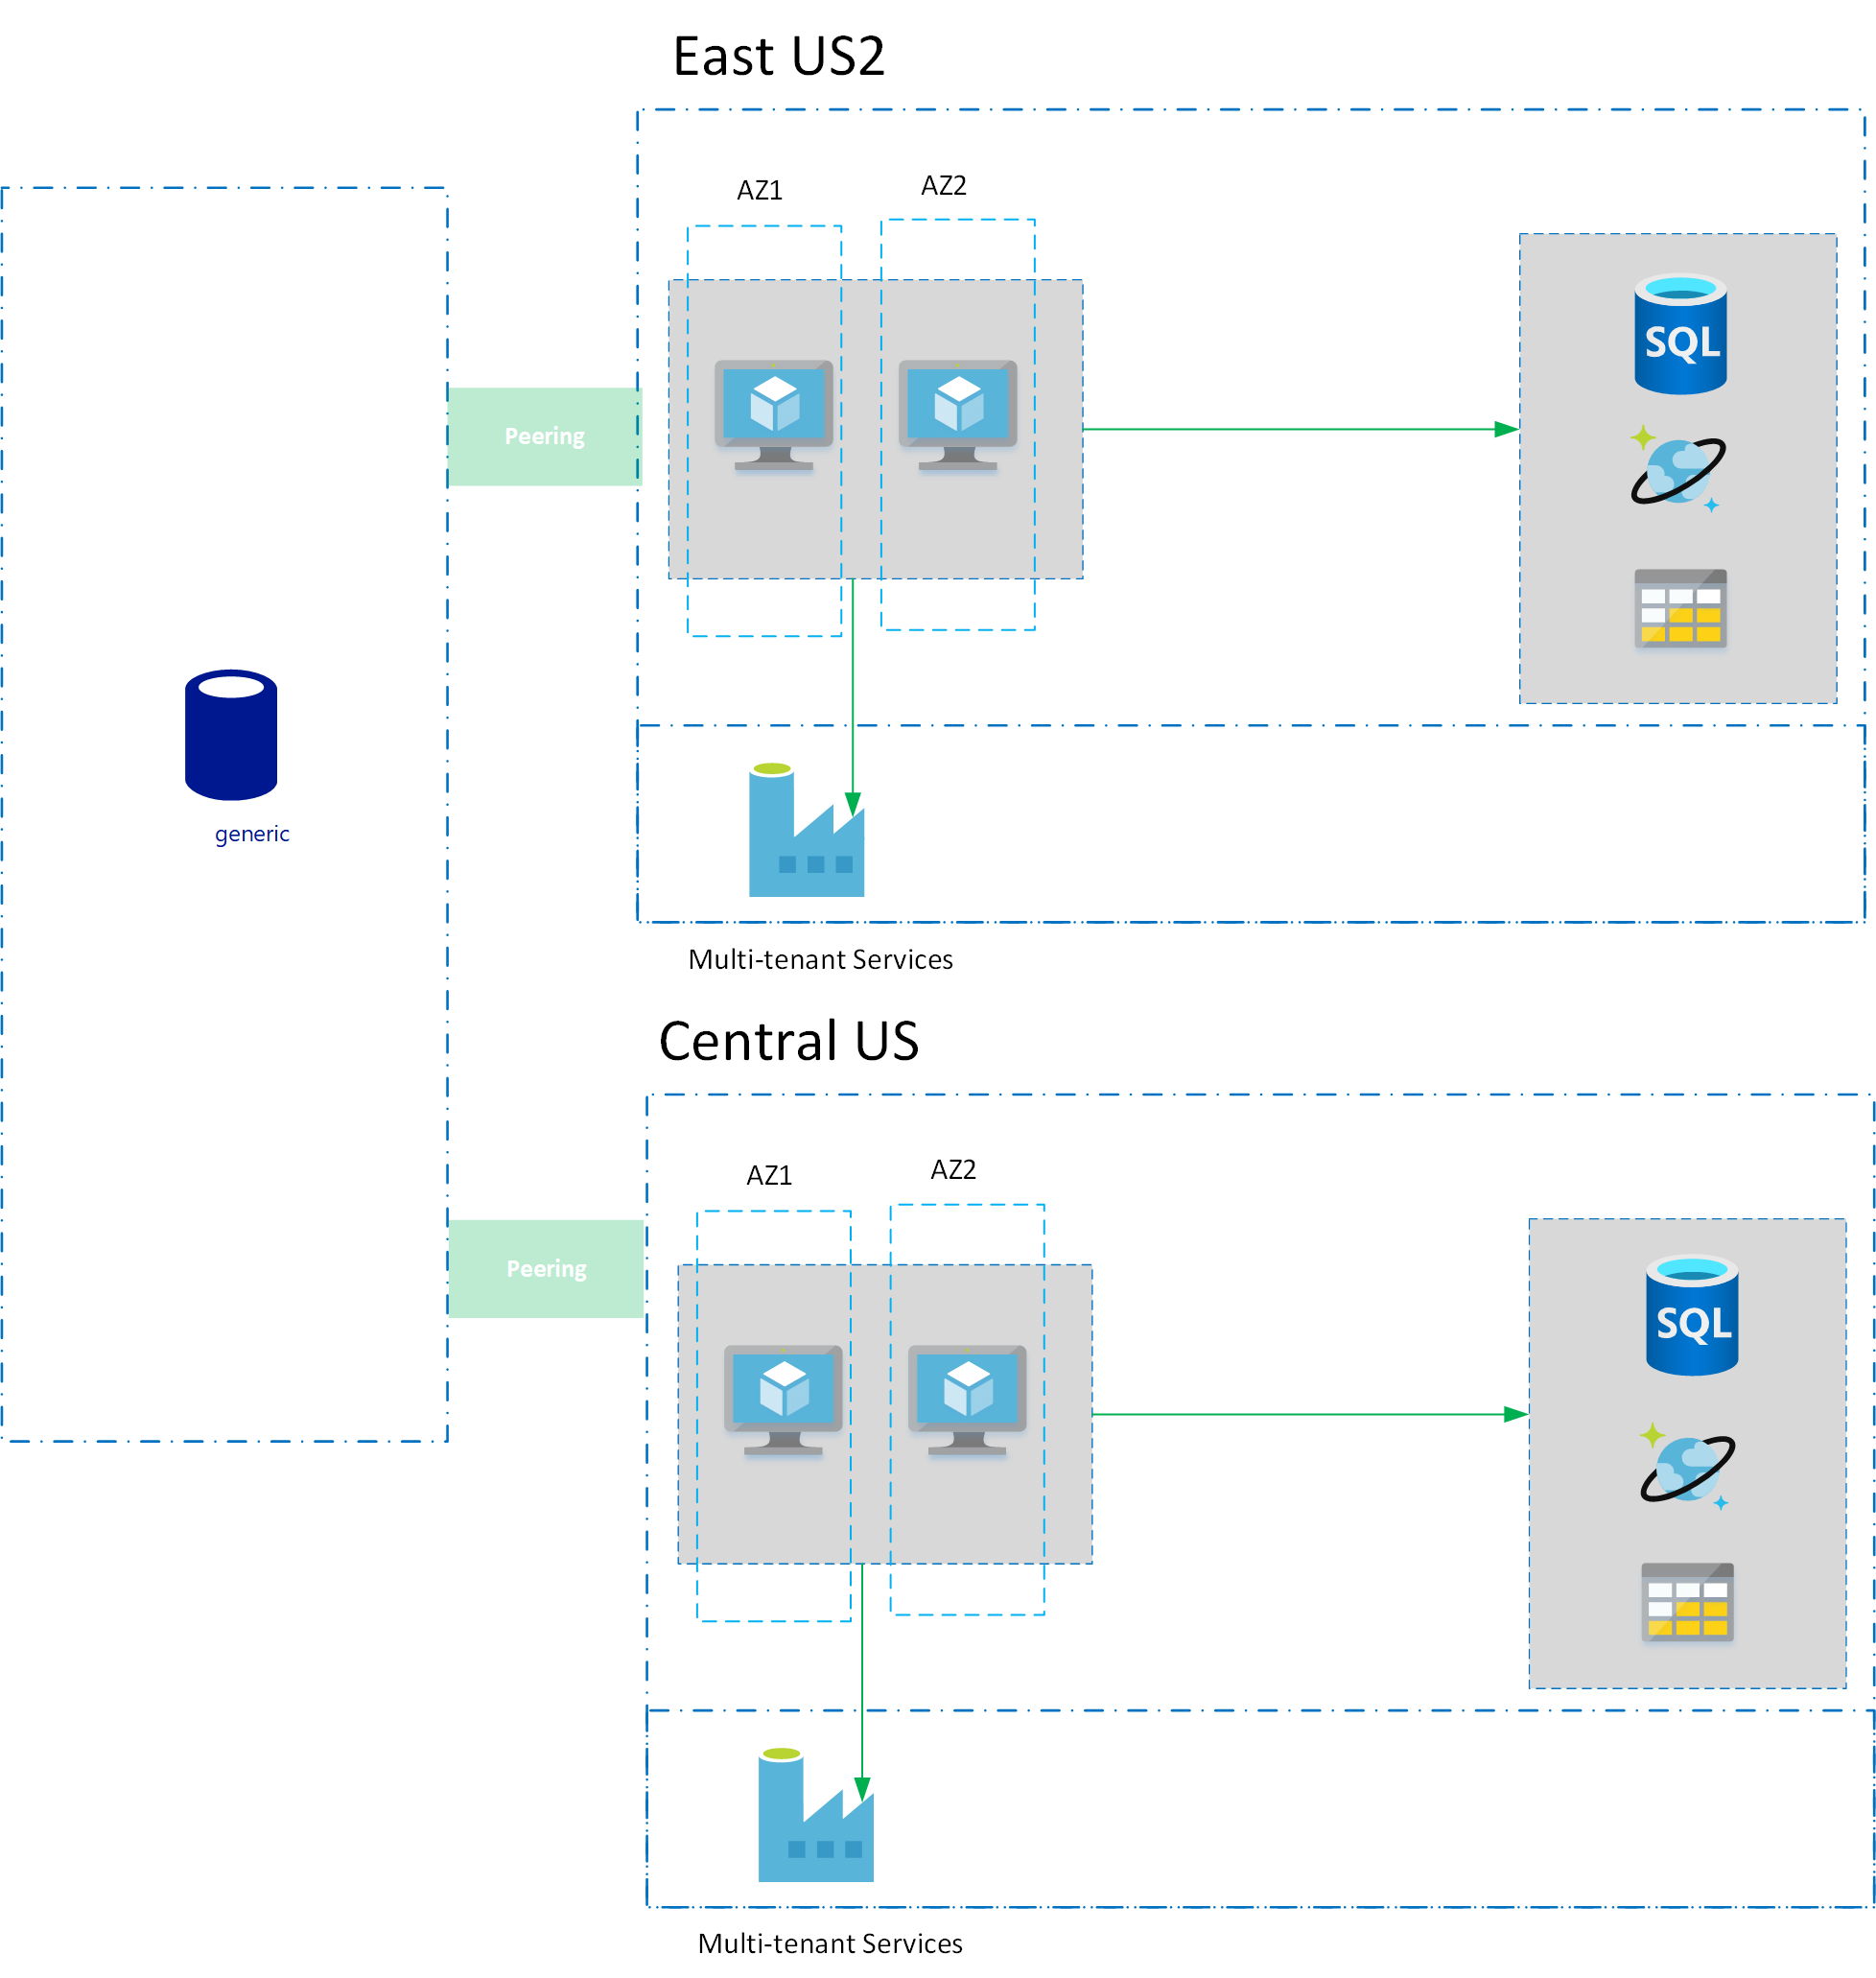 East US2
AZ1
AZ2
SQL
Peering
generic
Multi-tenant Services
Central US
AZ1
AZ2
Peering
SQL
Multi-tenant Services